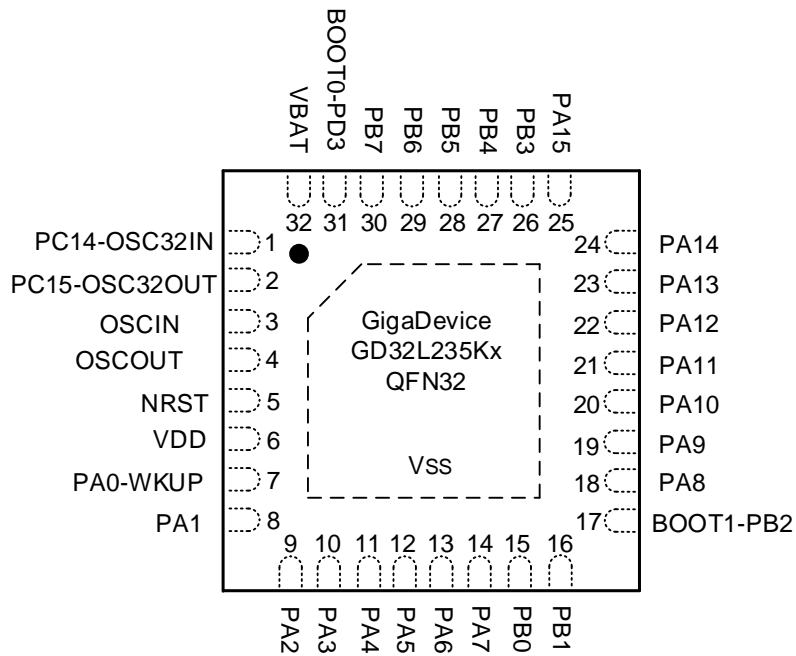 VBAT
BOOT0-PD3
PB7
PB6
PB5
PB4
PB3
PA15
32 31 30 29 28 27 26 25
PC14-OSC32IN 1
PC15-OSC32OUT 2
OSCIN 3
OSCOUT 4
NRST 5
VDD 6
PA0-WKUP 7
PA1 8
GigaDevice
GD32L235Kx
QFN32
Vss
24 PA14
23 PA13
22 PA12
21 PA11
20 PA10
19 PA9
18 PA8
17 BOOT1-PB2
9 10 11 12 13 14 15 16
PA2
PA3
PA4
PA5
PA6
PA7
PB0
PB1